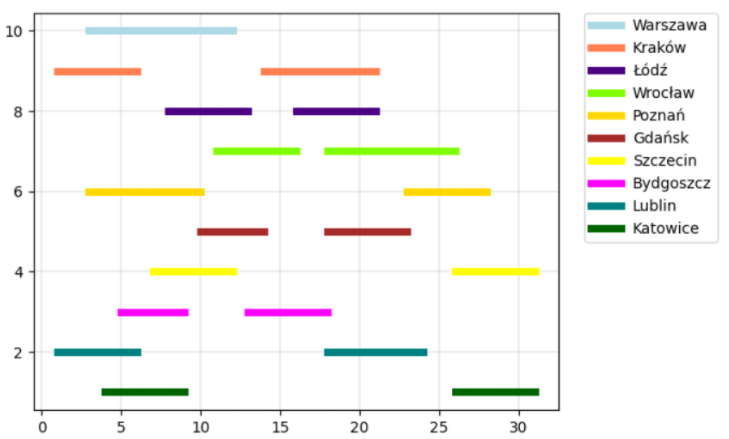 10
8
6
4
2
0 5 10 15 20 25 30
Warszawa
Kraków
Łódź
Wrocław
Poznań
Gdańsk
Szczecin
Bydgoszcz
Lublin
Katowice